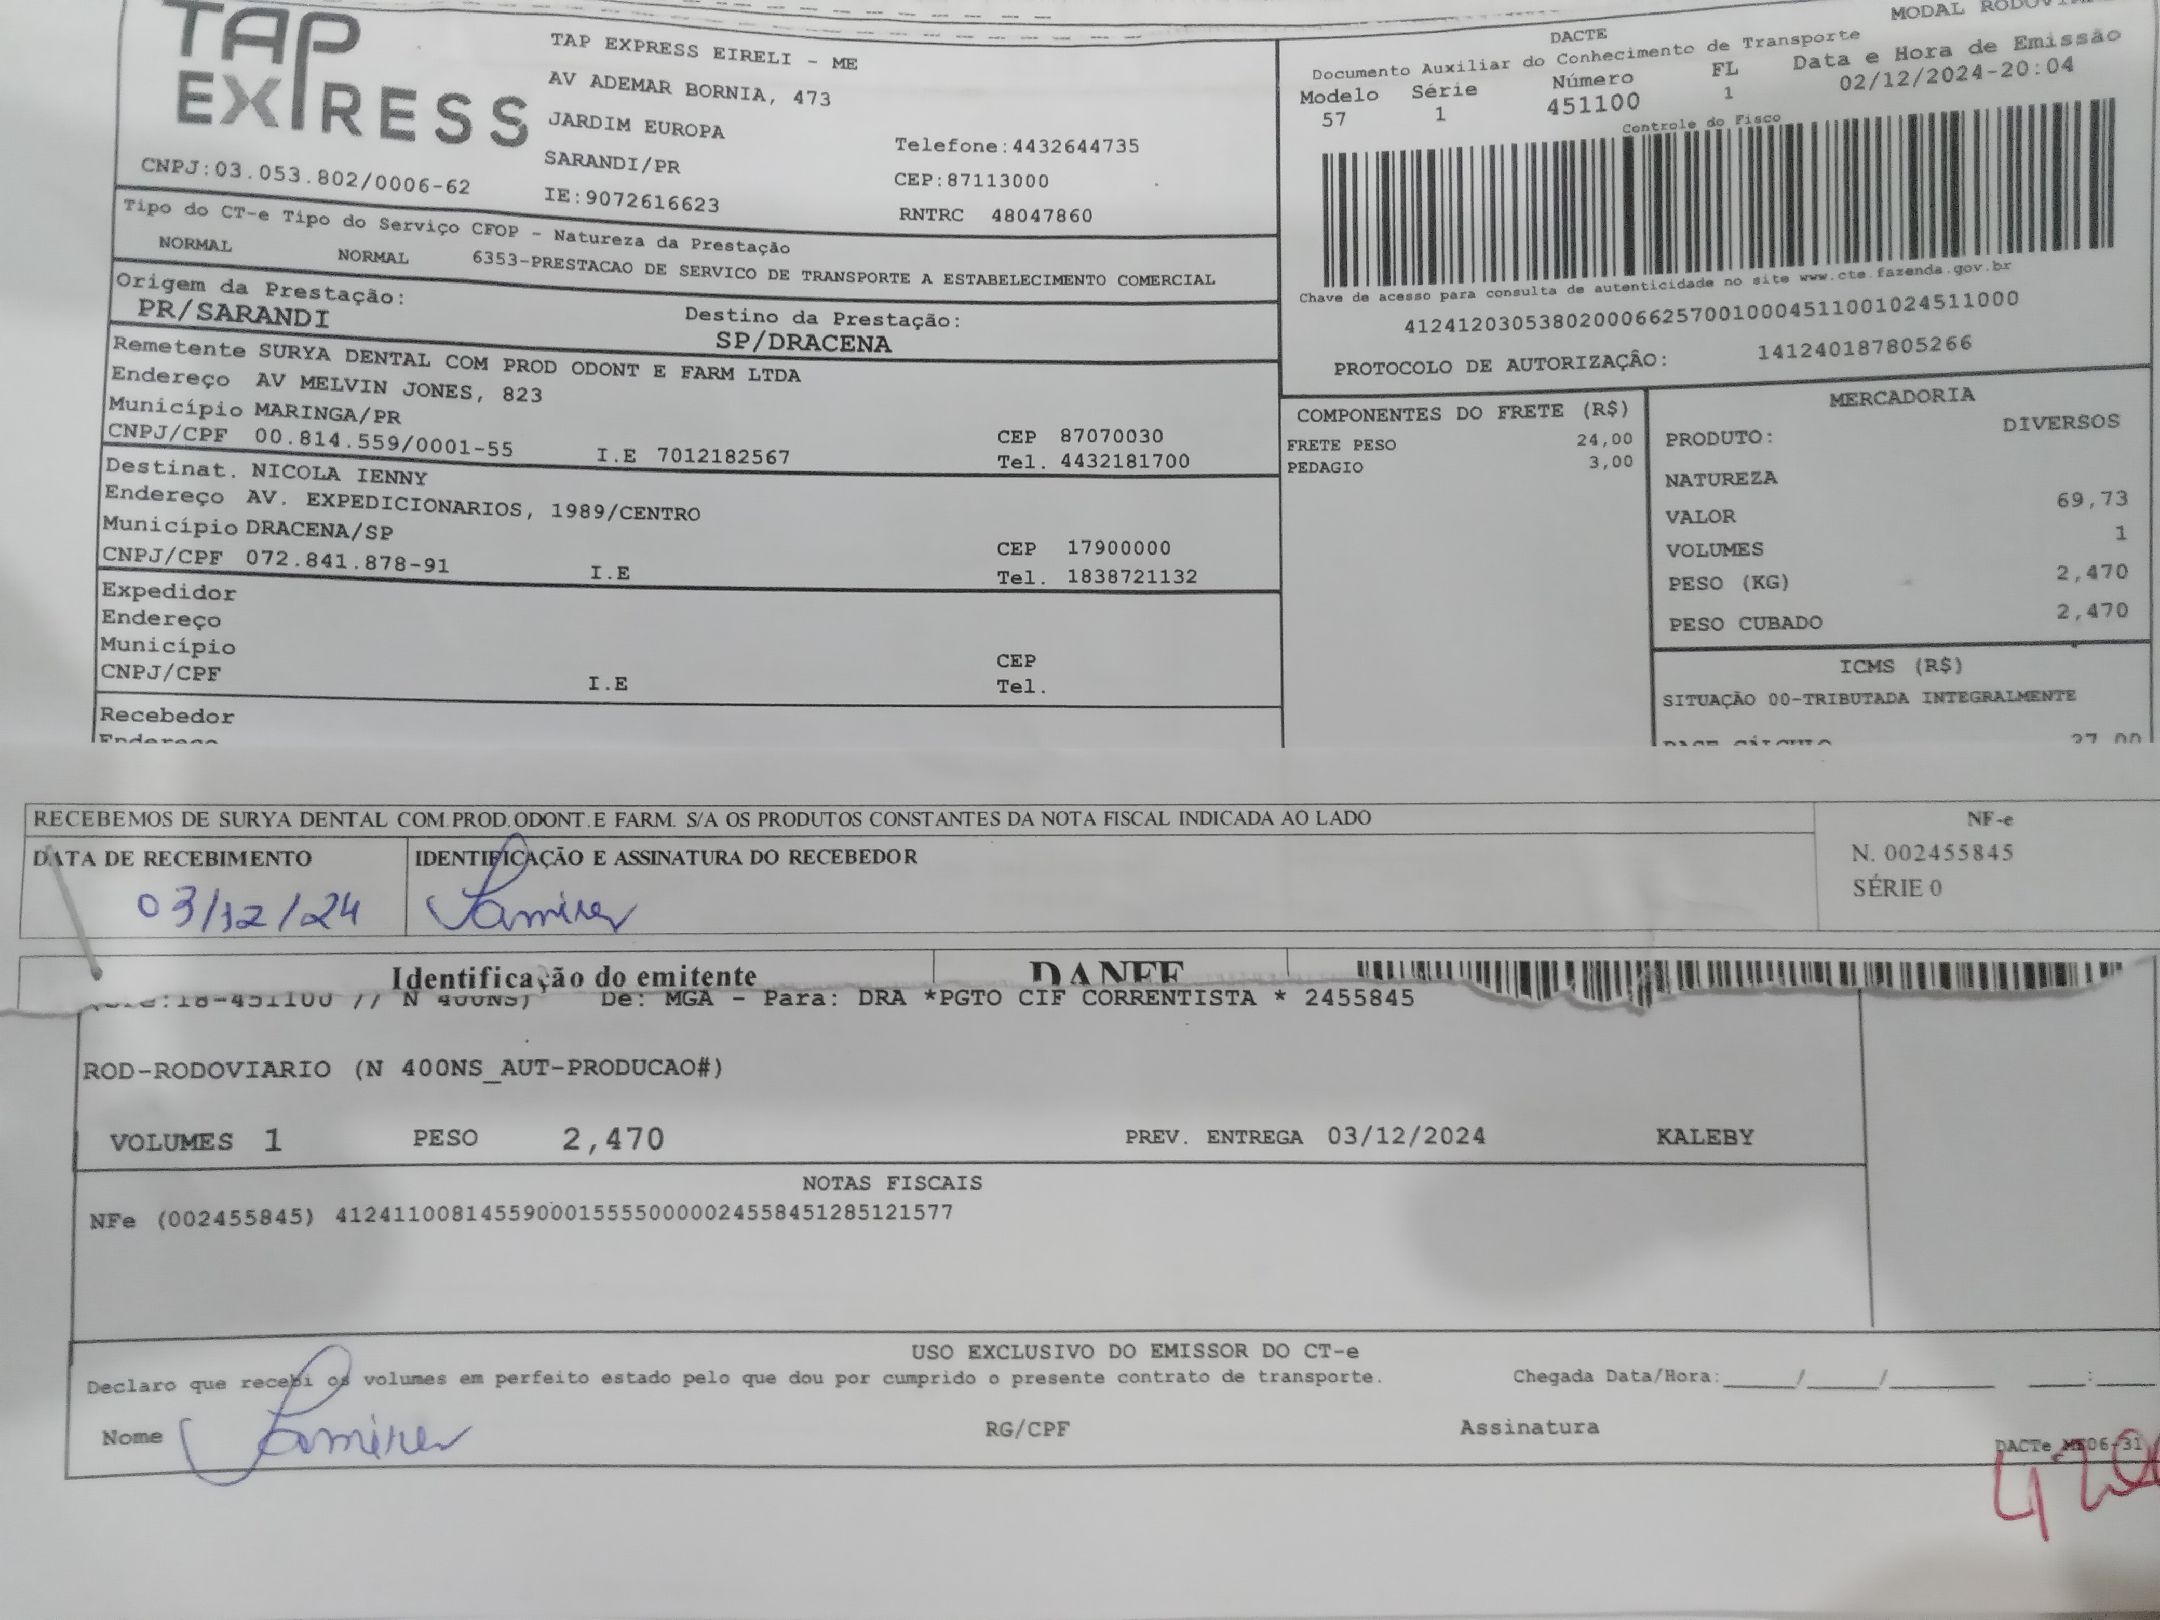 TAP
EXPRESS
TAP EXPRESS EIRELI - ME
AV ADEMAR BORNIA, 473
JARDIM EUROPA
SARANDI/PR
IE:9072616623
Telefone:4432644735
CEP:87113000
RNTRC 48047860
CNPJ:03.053.802/0006-62
MODAL
DACTE
Documento Auxiliar do Conhecimento de Transporte
Modelo Série Número FL Data e Hora de Emissão
57 1 451100 1 02/12/2024-20:04
Controle do Fisco
Chave de acesso para consulta de autenticidade no site www.cte.fazenda.gov.br
41241203053802000662570010004511001024511000
PROTOCOLO DE AUTORIZAÇÃO: 141240187805266
Tipo do CT-e Tipo do Serviço CFOP - Natureza da Prestação
NORMAL NORMAL 6353-PRESTACAO DE SERVICO DE TRANSPORTE A ESTABELECIMENTO COMERCIAL
Origem da Prestação: Destino da Prestação:
PR/SARANDI SP/DRACENA
Remetente SURYA DENTAL COM PROD ODONT E FARM LTDA
Endereço AV MELVIN JONES, 823
Município MARINGA/PR CEP 87070030
CNPJ/CPF 00.814.559/0001-55 I.E 7012182567 Tel. 4432181700
Destinat. NICOLA IENNY
Endereço AV. EXPEDICIONARIOS, 1989/CENTRO
Município DRACENA/SP CEP 17900000
CNPJ/CPF 072.841.878-91 I.E Tel. 1838721132
Expedidor
Endereço
Município CEP
CNPJ/CPF I.E Tel.
Recebedor
Endereço
COMPONENTES DO FRETE (R$)
FRETE PESO 24,00
PEDAGIO 3,00
MERCADORIA
PRODUTO: DIVERSOS
NATUREZA
VALOR 69,73
VOLUMES 1
PESO (KG) 2,470
PESO CUBADO 2,470
ICMS (R$)
SITUAÇÃO 00-TRIBUTADA INTEGRALMENTE
BASE CÁLCULO 27,00
RECEBEMOS DE SURYA DENTAL COM.PROD.ODONT.E FARM. S/A OS PRODUTOS CONSTANTES DA NOTA FISCAL INDICADA AO LADO
DATA DE RECEBIMENTO IDENTIFICAÇÃO E ASSINATURA DO RECEBEDOR
03/12/24
NF-e
N. 002455845
SÉRIE 0
Identificação do emitente DANFE
:18-451100 // N 400NS) De: MGA - Para: DRA *PGTO CIF CORRENTISTA * 2455845
ROD-RODOVIARIO (N 400NS_AUT-PRODUCAO#)
VOLUMES 1 PESO 2,470 PREV. ENTREGA 03/12/2024 KALEBY
NOTAS FISCAIS
NFe (002455845) 41241100814559000155550000024558451285121577
USO EXCLUSIVO DO EMISSOR DO CT-e
Declaro que recebi os volumes em perfeito estado pelo que dou por cumprido o presente contrato de transporte. Chegada Data/Hora:_____/_____/_______ ____:____
Nome RG/CPF Assinatura
DACTe